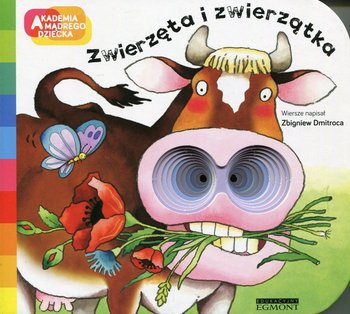 AKADEMIA
MĄDREGO
DZIECKA
Zwierzęta i zwierzątka
Wiersze napisał
Zbigniew Dmitroca
EDUKACYJNY
EGMONT